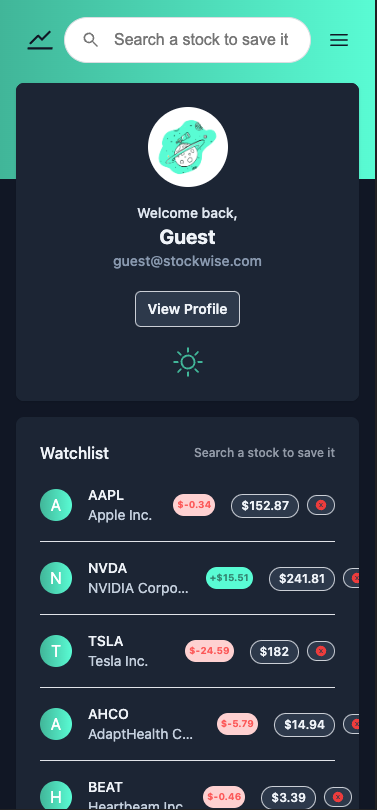 Search a stock to save it
Welcome back,
Guest
guest@stockwise.com
View Profile
Watchlist Search a stock to save it
A AAPL $-0.34 $152.87
Apple Inc.
N NVDA +$15.51 $241.81
NVIDIA Corpo...
T TSLA $-24.59 $182
Tesla Inc.
A AHCO $-5.79 $14.94
AdaptHealth C...
H BEAT $-0.46 $3.39
Heartbeam Inc